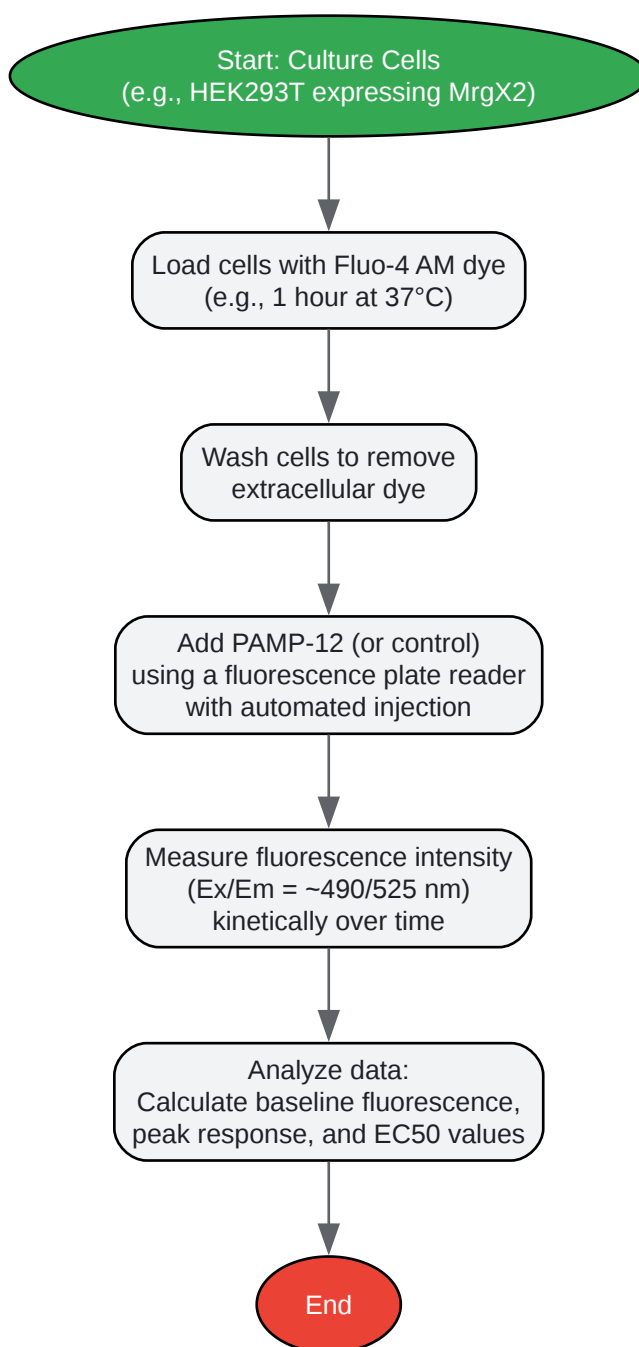 Start: Culture Cells
(e.g., HEK293T expressing MrgX2)
Load cells with Fluo-4 AM dye
(e.g., 1 hour at 37°C)
Wash cells to remove
extracellular dye
Add PAMP-12 (or control)
using a fluorescence plate reader
with automated injection
Measure fluorescence intensity
(Ex/Em = ~490/525 nm)
kinetically over time
Analyze data:
Calculate baseline fluorescence,
peak response, and EC50 values
End